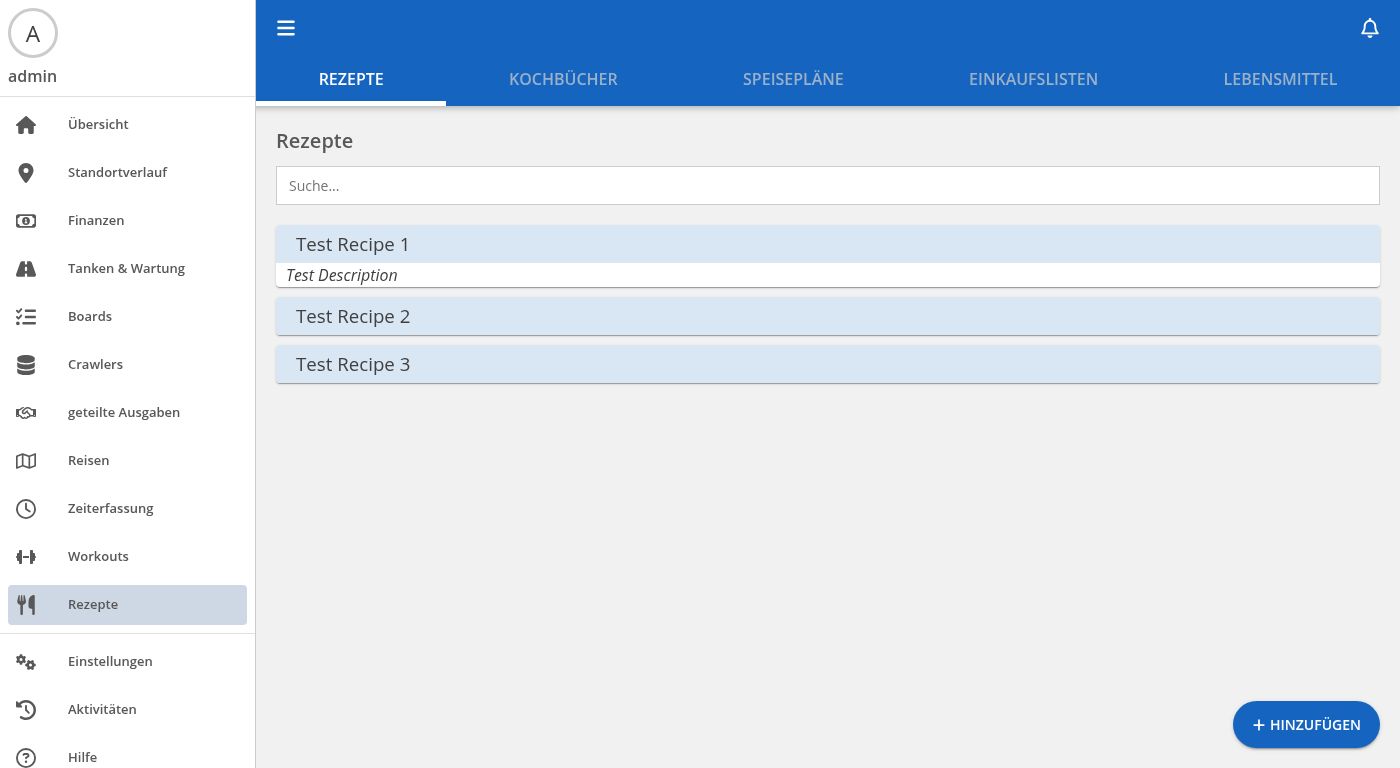 A
admin
Übersicht
Standortverlauf
Finanzen
Tanken & Wartung
Boards
Crawlers
geteilte Ausgaben
Reisen
Zeiterfassung
Workouts
Rezepte
Einstellungen
Aktivitäten
Hilfe
REZEPTE KOCHBÜCHER SPEISEPLÄNE EINKAUFSLISTEN LEBENSMITTEL
Rezepte
Suche...
Test Recipe 1
Test Description
Test Recipe 2
Test Recipe 3
+ HINZUFÜGEN